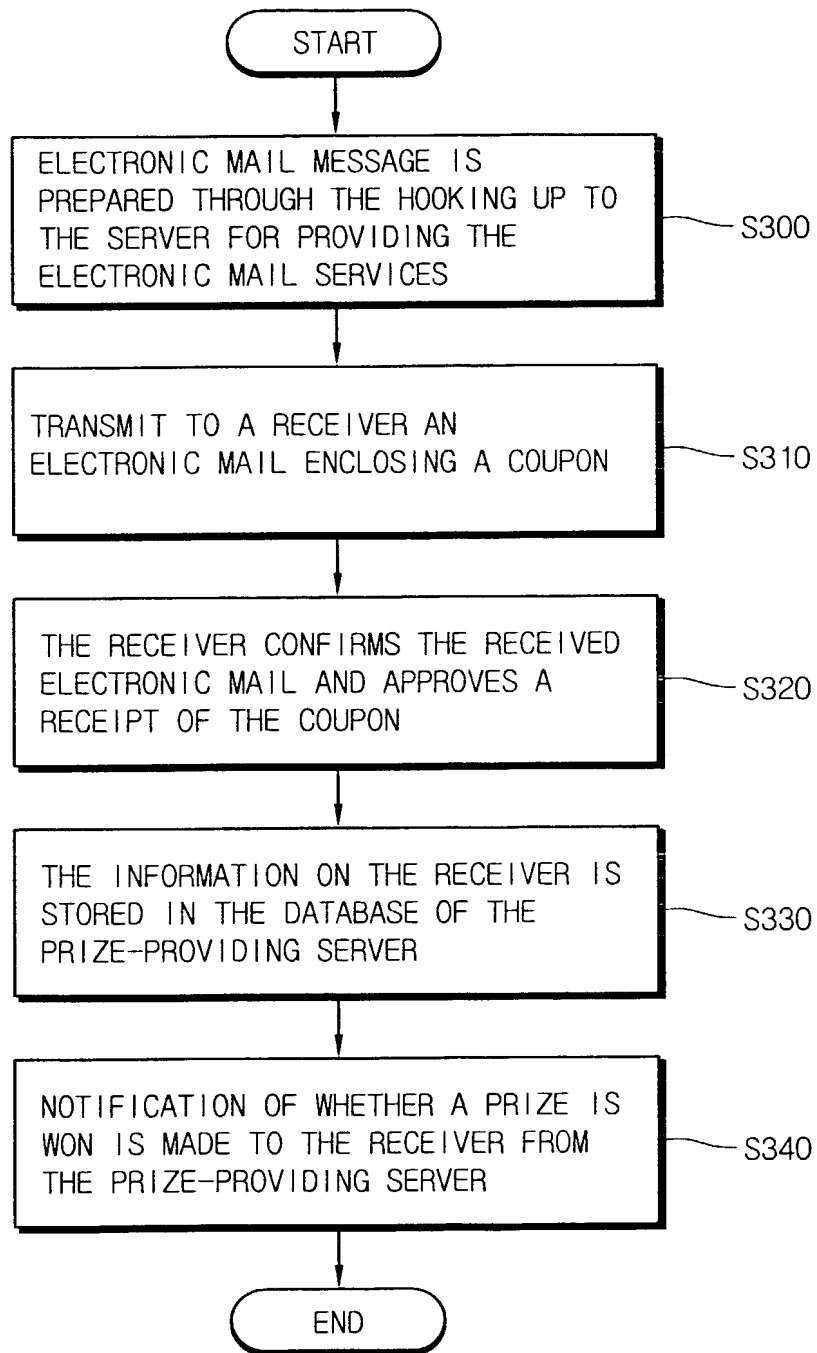 START
ELECTRONIC MAIL MESSAGE IS
PREPARED THROUGH THE HOOKING UP TO
THE SERVER FOR PROVIDING THE
ELECTRONIC MAIL SERVICES
S300
TRANSMIT TO A RECEIVER AN
ELECTRONIC MAIL ENCLOSING A COUPON
S310
THE RECEIVER CONFIRMS THE RECEIVED
ELECTRONIC MAIL AND APPROVES A
RECEIPT OF THE COUPON
S320
THE INFORMATION ON THE RECEIVER IS
STORED IN THE DATABASE OF THE
PRIZE-PROVIDING SERVER
S330
NOTIFICATION OF WHETHER A PRIZE IS
WON IS MADE TO THE RECEIVER FROM
THE PRIZE-PROVIDING SERVER
S340
END